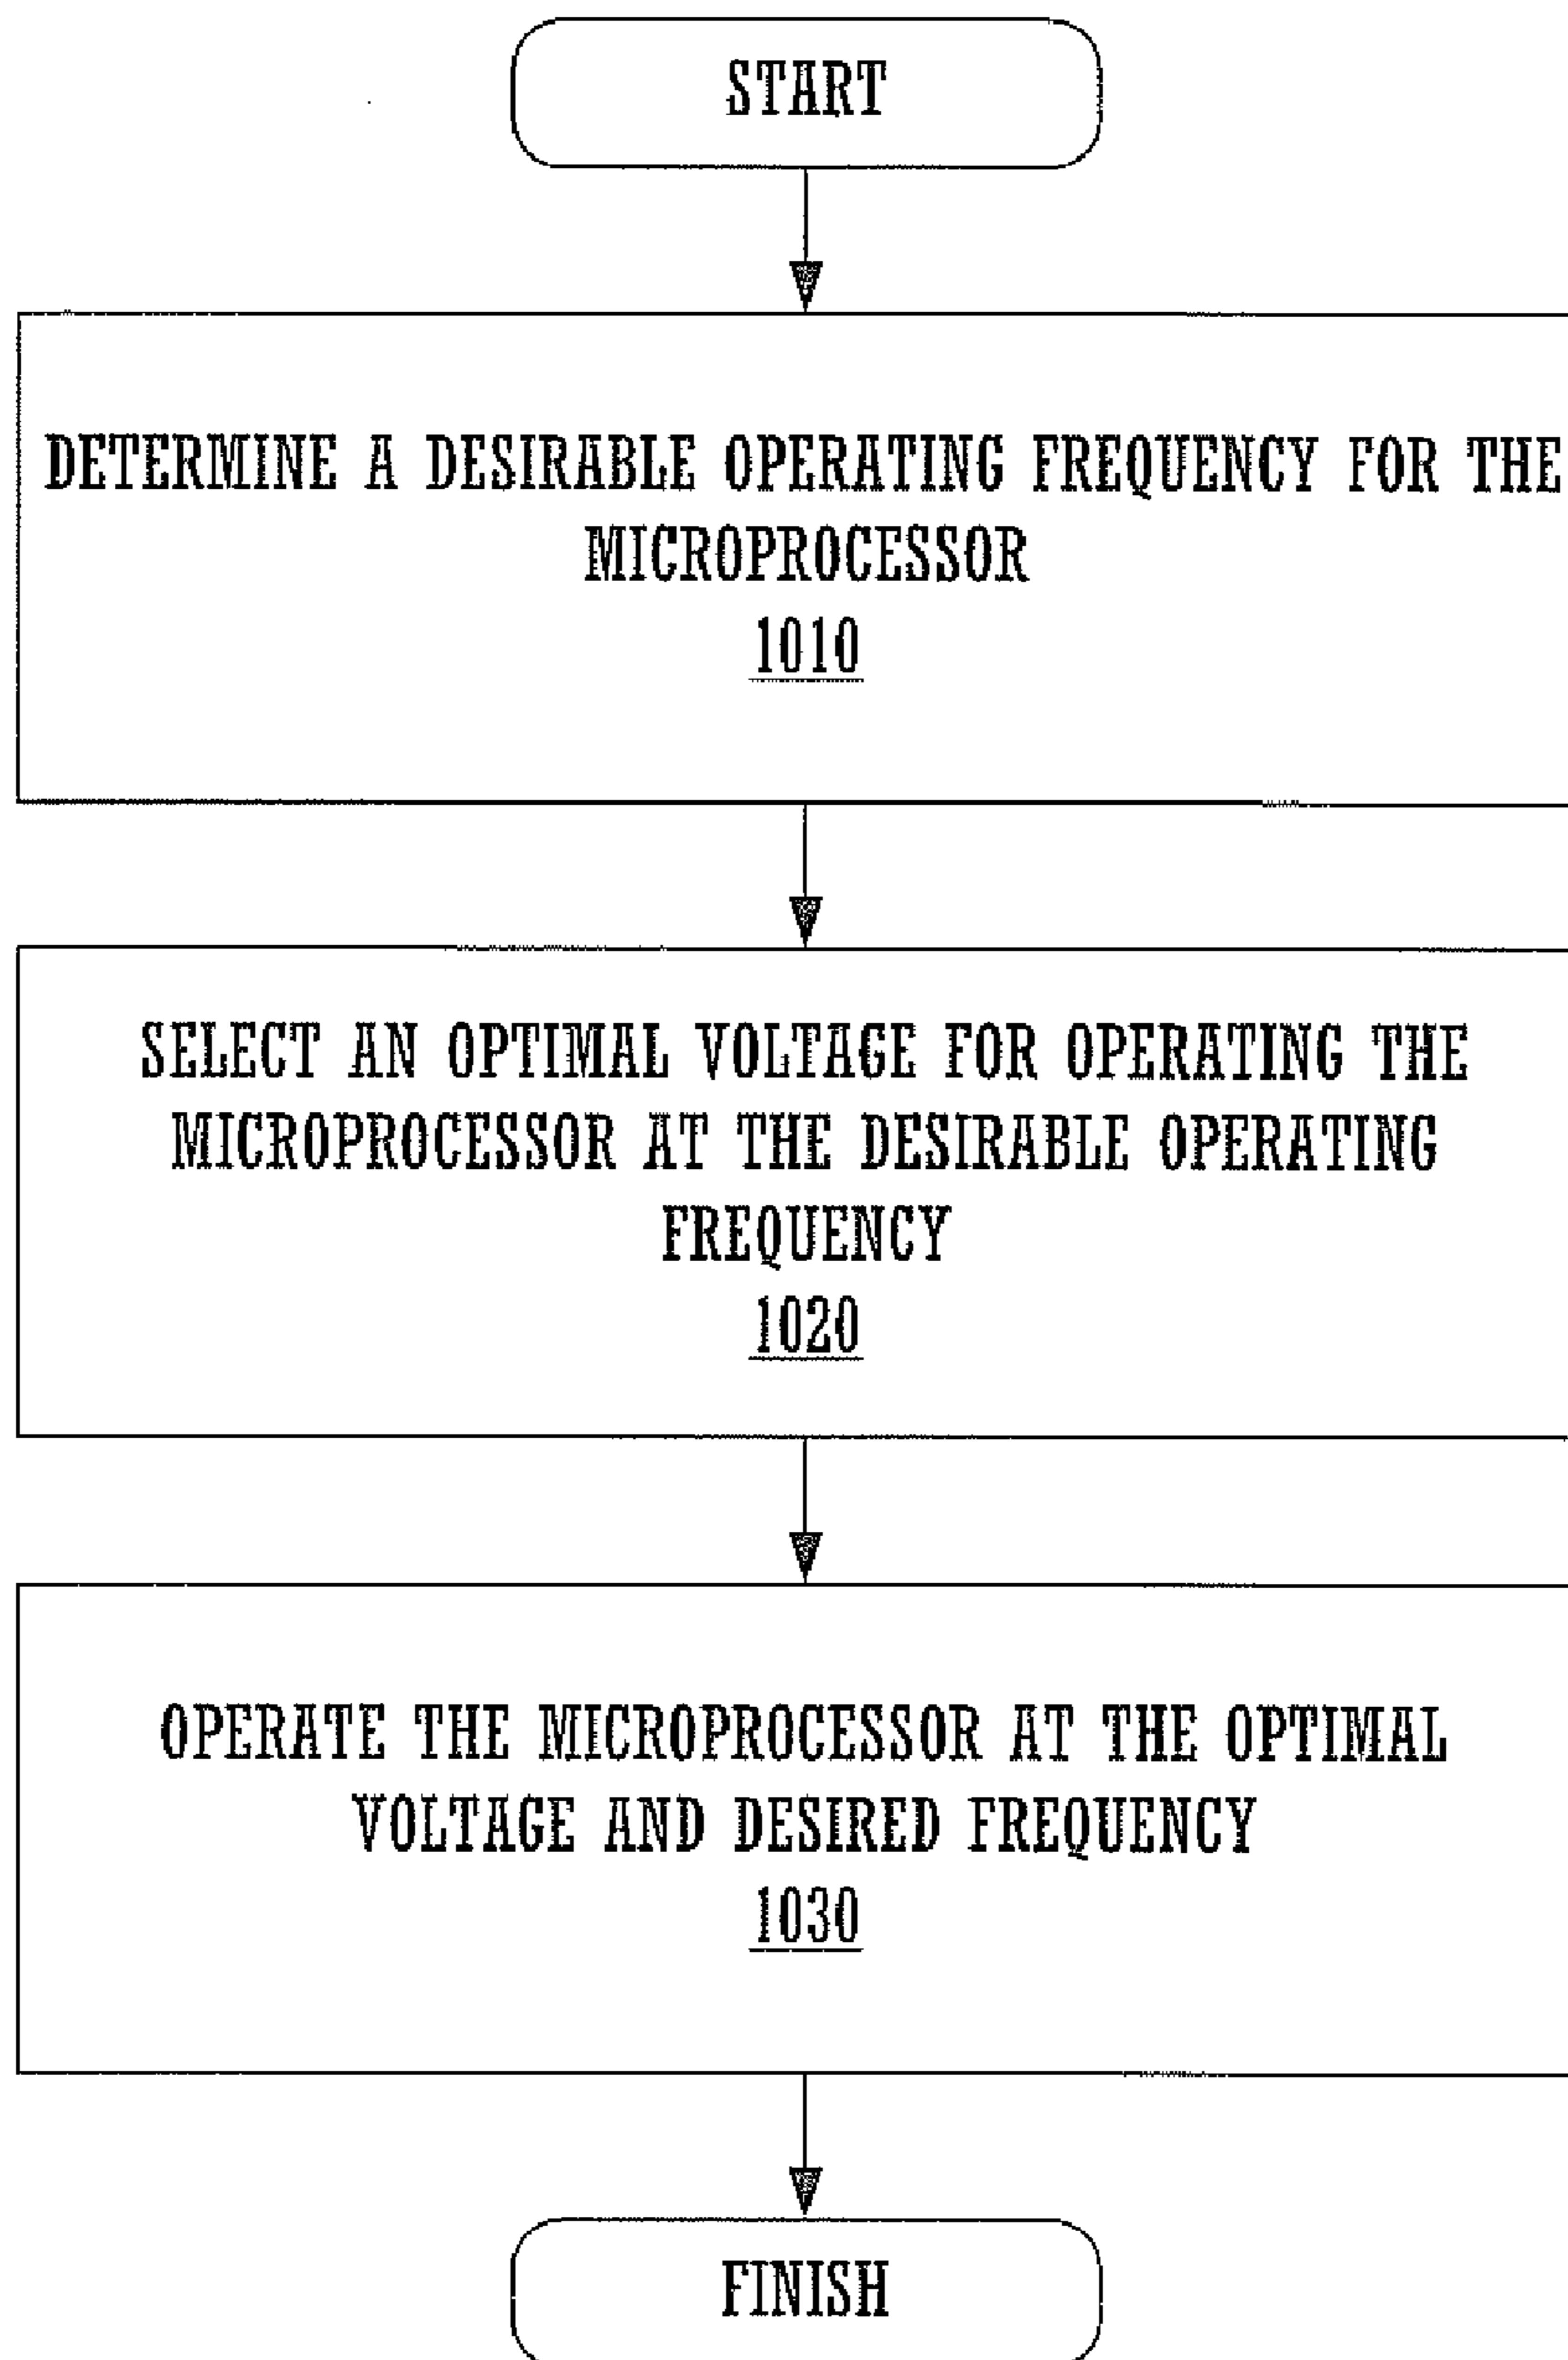 START
DETERMINE A DESIRABLE OPERATING FREQUENCY FOR THE
MICROPROCESSOR
1010
SELECT AN OPTIMAL VOLTAGE FOR OPERATING THE
MICROPROCESSOR AT THE DESIRABLE OPERATING
FREQUENCY
1020
OPERATE THE MICROPROCESSOR AT THE OPTIMAL
VOLTAGE AND DESIRED FREQUENCY
1030
FINISH